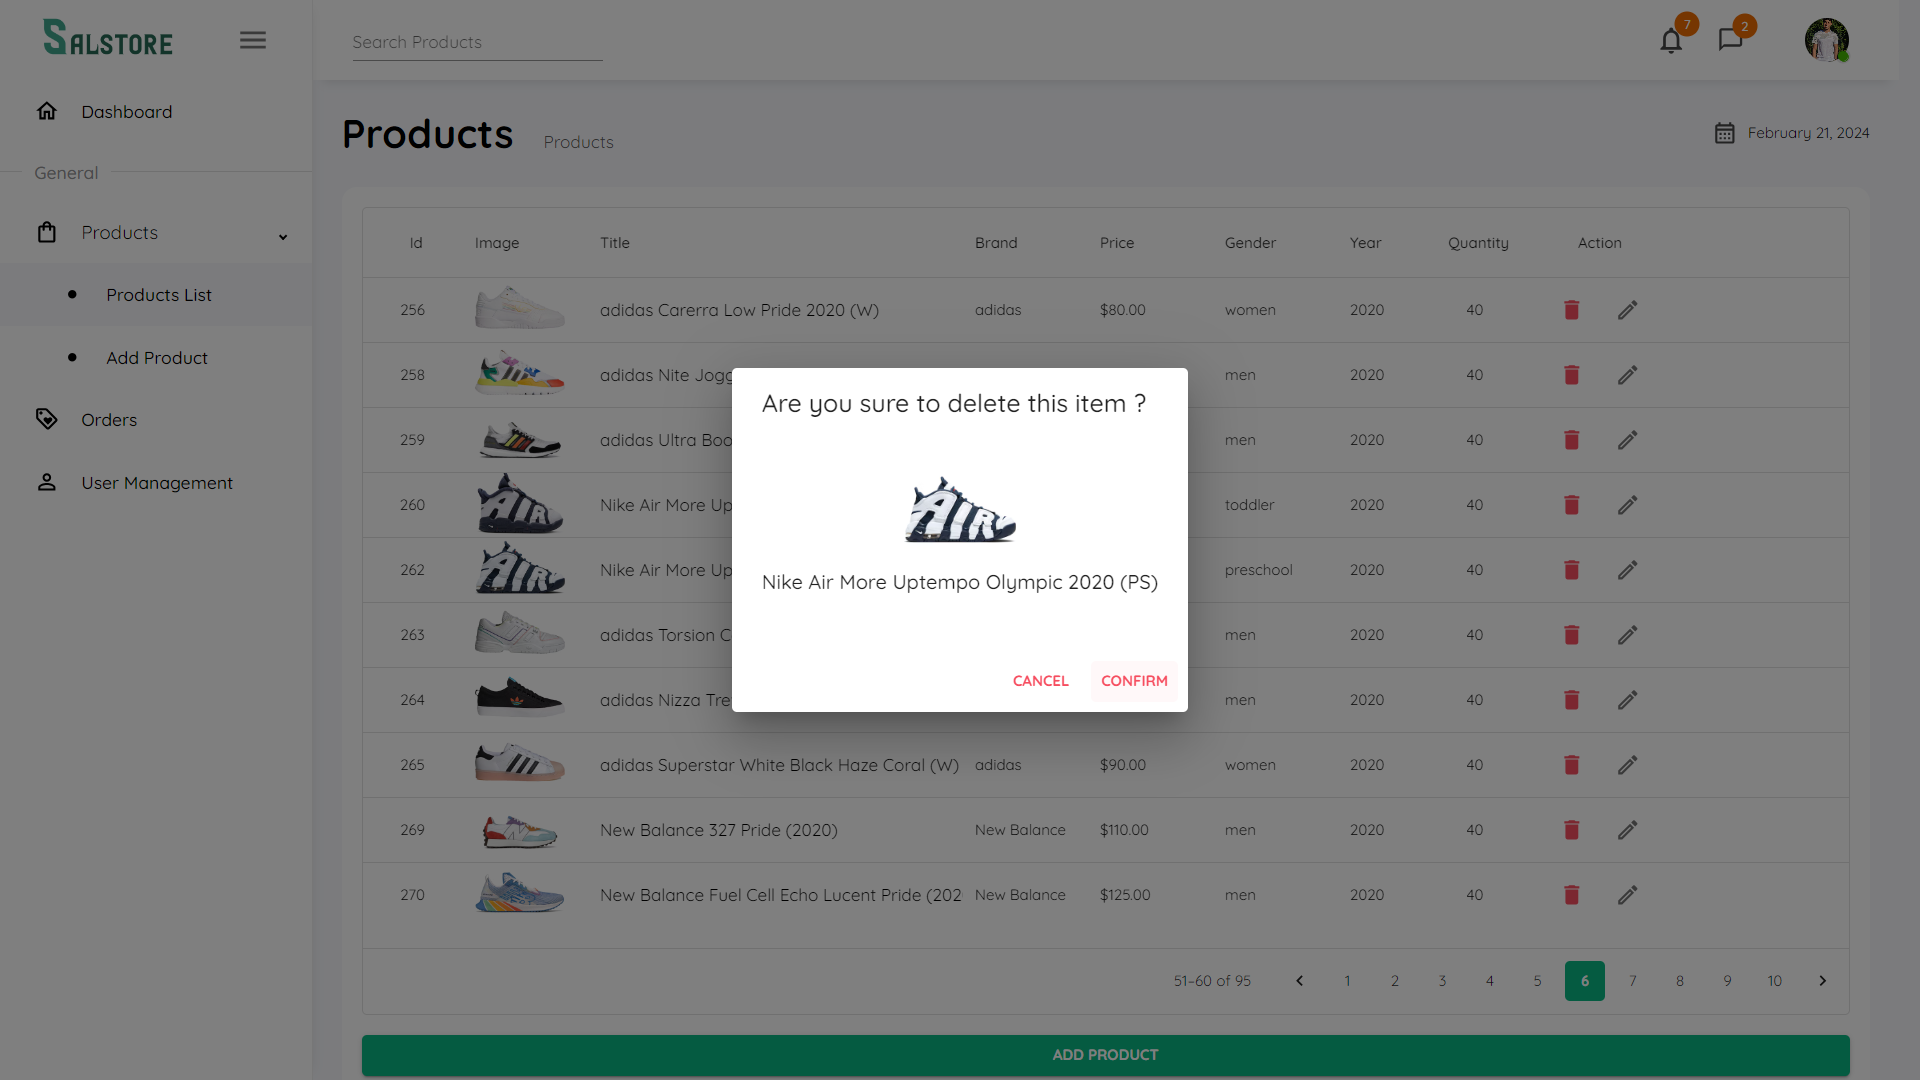 SALSTORE
Search Products
7
2
Dashboard
General
Products
Products List
Add Product
Orders
User Management
Products
Products
February 21, 2024
Id Image Title Brand Price Gender Year Quantity Action
256 adidas Carerra Low Pride 2020 (W) adidas $80.00 women 2020 40
258 adidas Nite Jogg men 2020 40
259 adidas Ultra Boo men 2020 40
260 Nike Air More Up toddler 2020 40
262 Nike Air More Up preschool 2020 40
263 adidas Torsion C men 2020 40
264 adidas Nizza Tre men 2020 40
265 adidas Superstar White Black Haze Coral (W) adidas $90.00 women 2020 40
269 New Balance 327 Pride (2020) New Balance $110.00 men 2020 40
270 New Balance Fuel Cell Echo Lucent Pride (202 New Balance $125.00 men 2020 40
51–60 of 95 1 2 3 4 5 6 7 8 9 10
ADD PRODUCT
Are you sure to delete this item ?
AIR
Nike Air More Uptempo Olympic 2020 (PS)
CANCEL CONFIRM